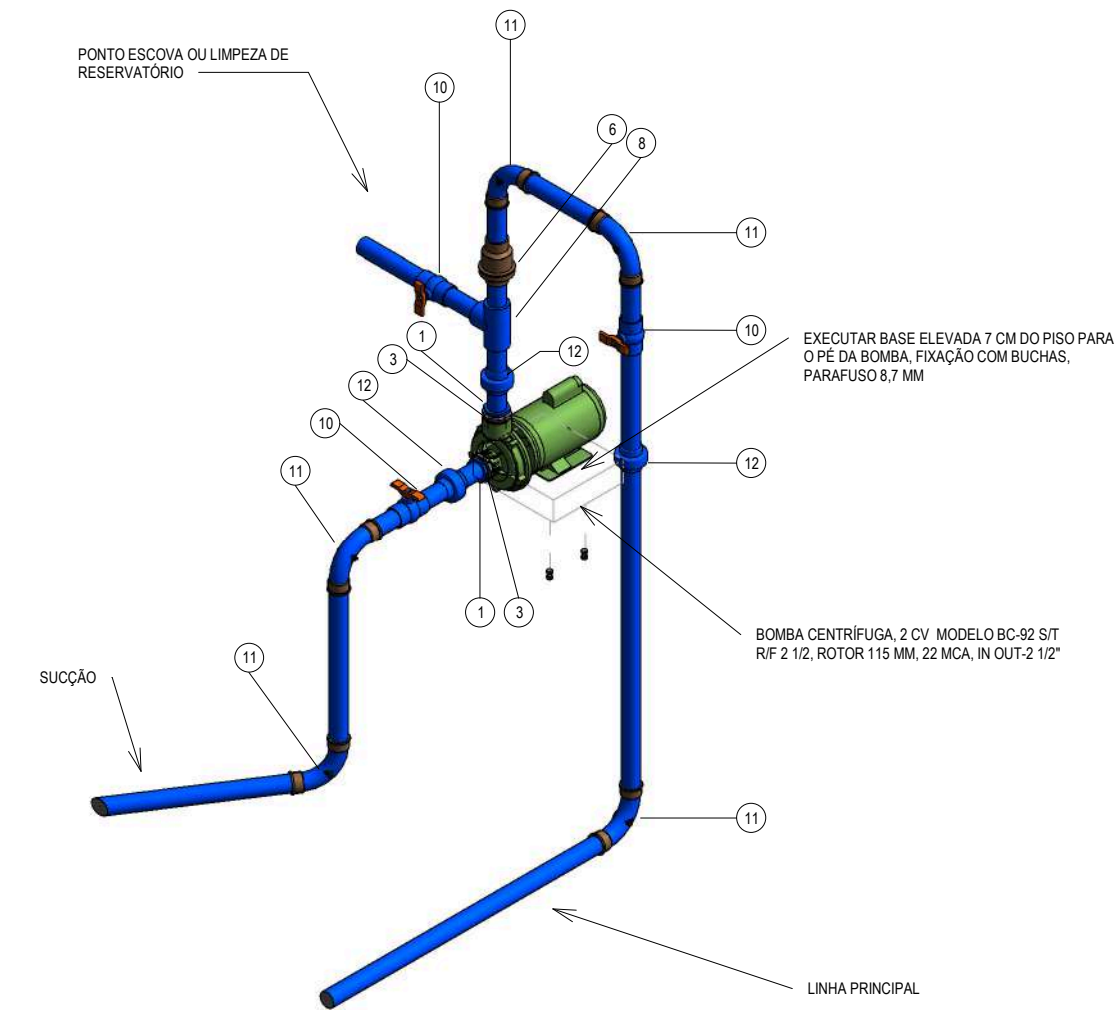 11
PONTO ESCOVA OU LIMPEZA DE
RESERVATÓRIO
10
6
8
11
1
10
3
12
EXECUTAR BASE ELEVADA 7 CM DO PISO PARA
O PÉ DA BOMBA, FIXAÇÃO COM BUCHAS,
PARAFUSO 8,7 MM
12
10
12
11
1
3
BOMBA CENTRÍFUGA, 2 CV MODELO BC-92 S/T
R/F 2 1/2, ROTOR 115 MM, 22 MCA, IN OUT-2 1/2"
11
SUCÇÃO
11
LINHA PRINCIPAL